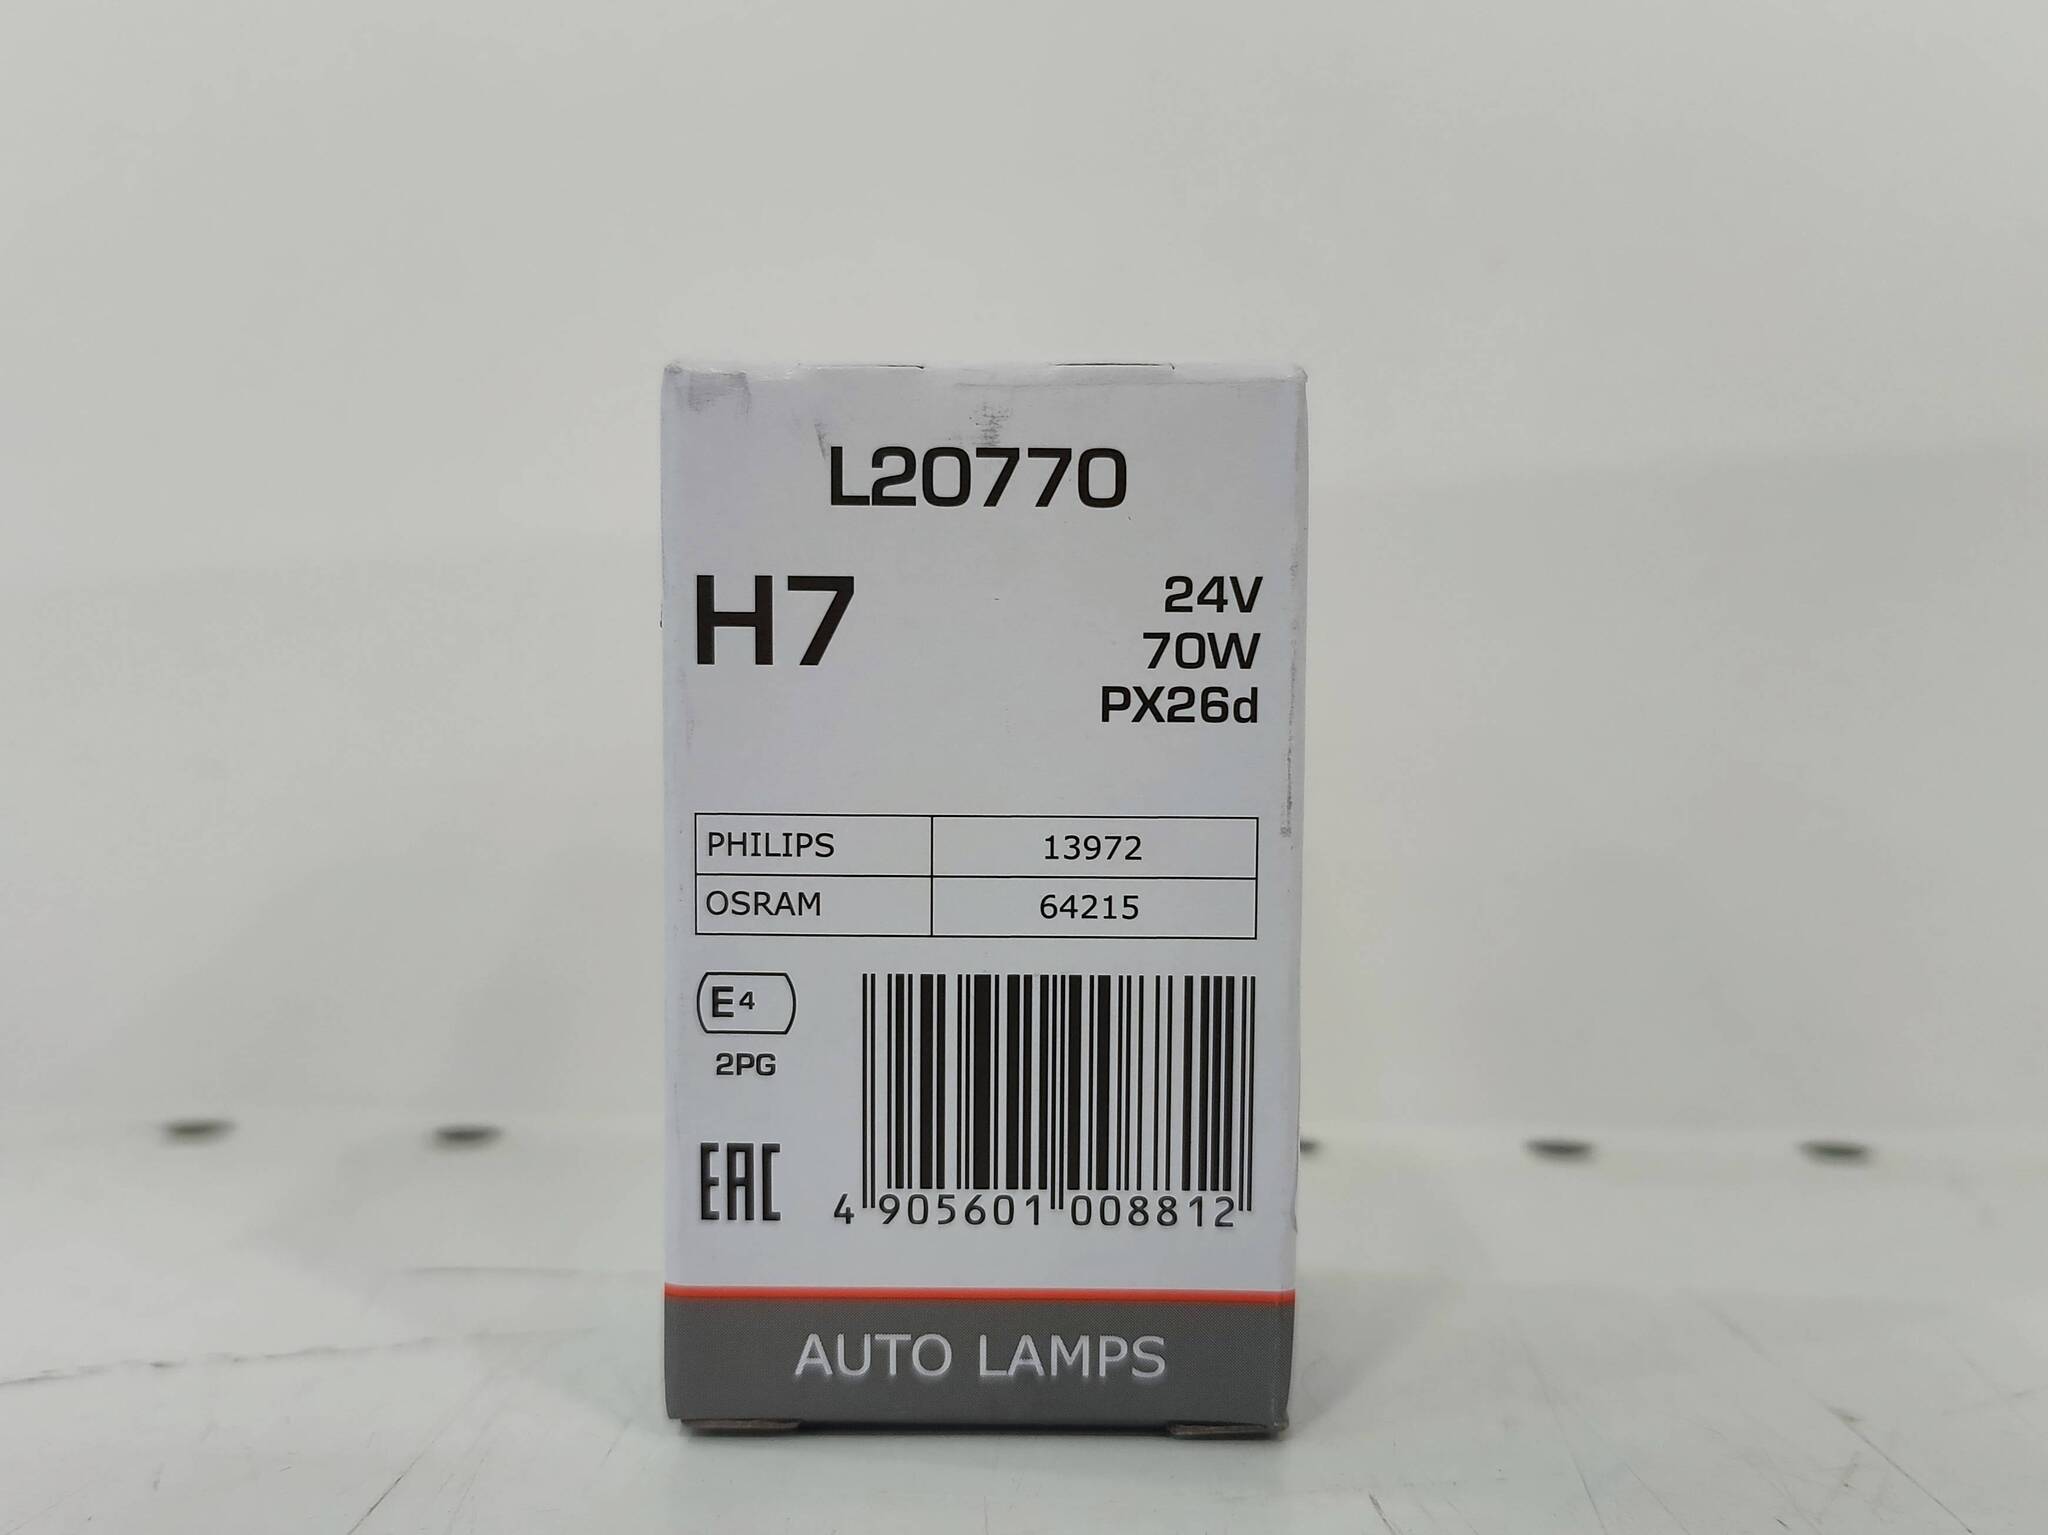 L20770
H7
24V
70W
PX26d
PHILIPS 13972
OSRAM 64215
E4
2PG
EAC
4 905601 008812
AUTO LAMPS